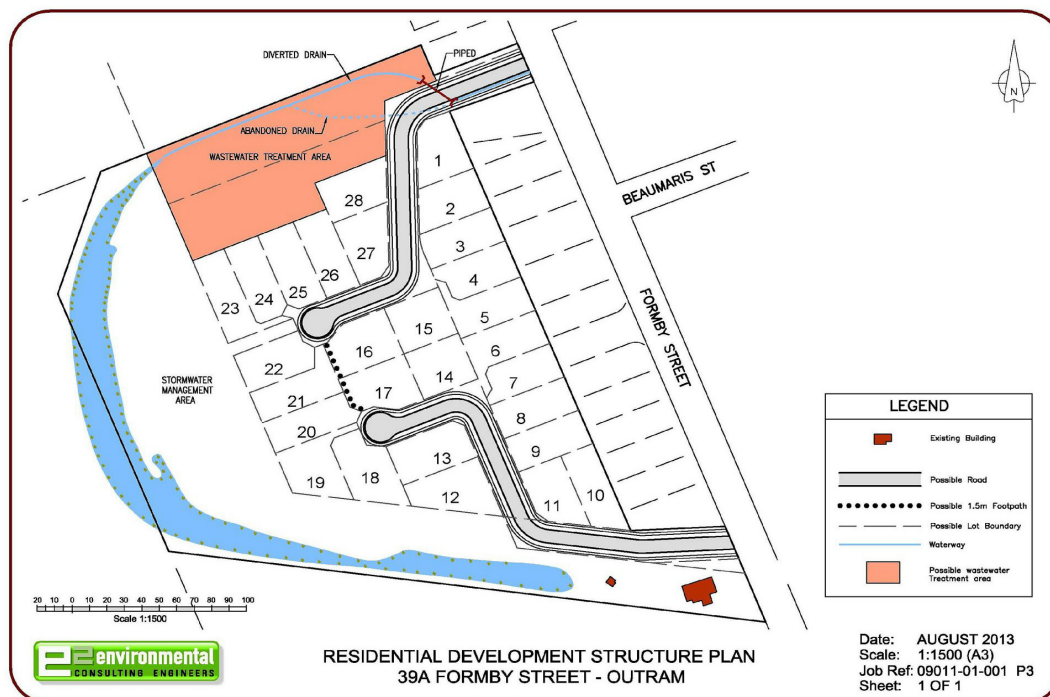 DIVERTED DRAIN
PIPED
ABANDONED DRAIN
WASTEWATER TREATMENT AREA
N
BEAUMARIS ST
FORMBY STREET
1
2
3
4
5
6
7
8
9
10
11
12
13
14
15
16
17
18
19
20
21
22
23
24
25
26
27
28
STORMWATER
MANAGEMENT
AREA
LEGEND
Existing Building
Possible Road
Possible 1.5m Footpath
Possible Lot Boundary
Waterway
Possible wastewater
Treatment area
20 10 0 10 20 30 40 50 60 70 80 90 100
Scale 1:1500
e2 environmental
CONSULTING ENGINEERS
RESIDENTIAL DEVELOPMENT STRUCTURE PLAN
39A FORMBY STREET - OUTRAM
Date: AUGUST 2013
Scale: 1:1500 (A3)
Job Ref: 09011-01-001 P3
Sheet: 1 OF 1